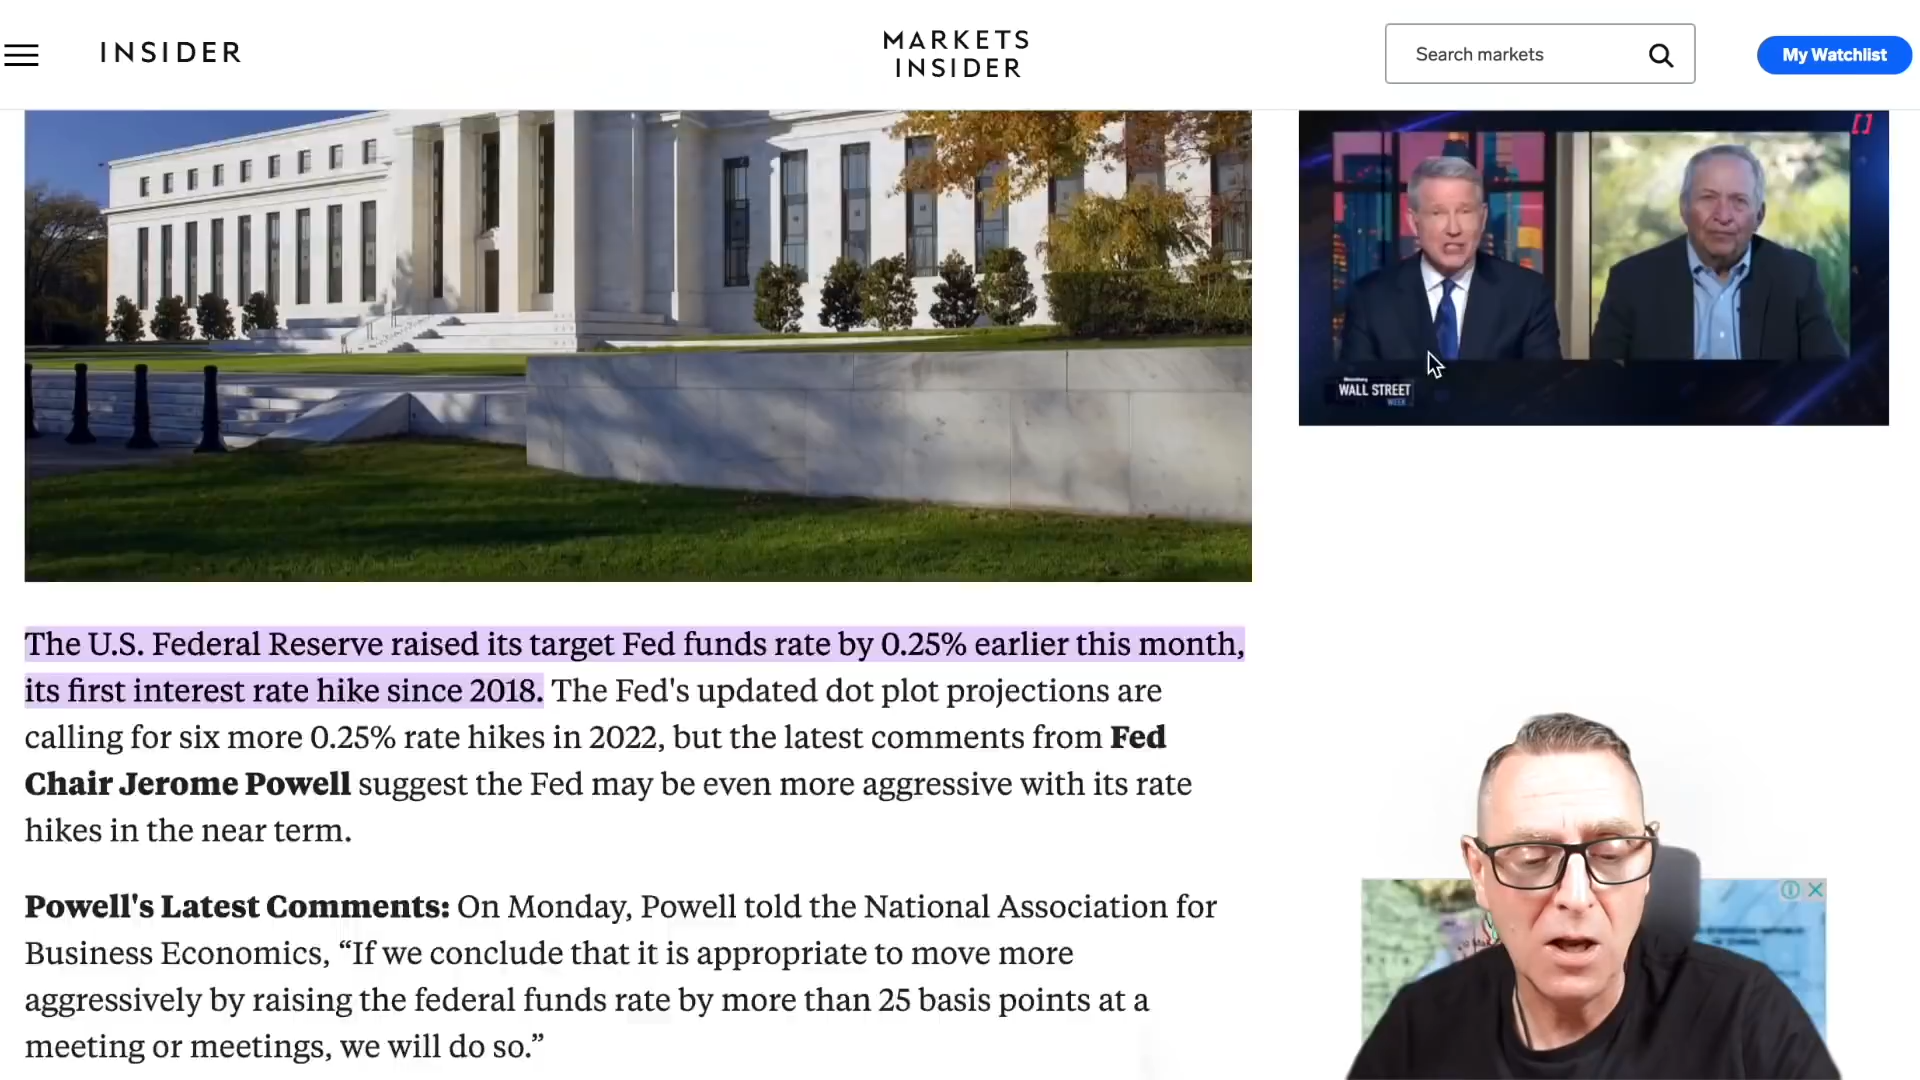 INSIDER
MARKETS
INSIDER
Search markets
My Watchlist
WALL STREET
WEEK
The U.S. Federal Reserve raised its target Fed funds rate by 0.25% earlier this month,
its first interest rate hike since 2018. The Fed's updated dot plot projections are
calling for six more 0.25% rate hikes in 2022, but the latest comments from Fed
Chair Jerome Powell suggest the Fed may be even more aggressive with its rate
hikes in the near term.
Powell's Latest Comments: On Monday, Powell told the National Association for
Business Economics, “If we conclude that it is appropriate to move more
aggressively by raising the federal funds rate by more than 25 basis points at a
meeting or meetings, we will do so.”